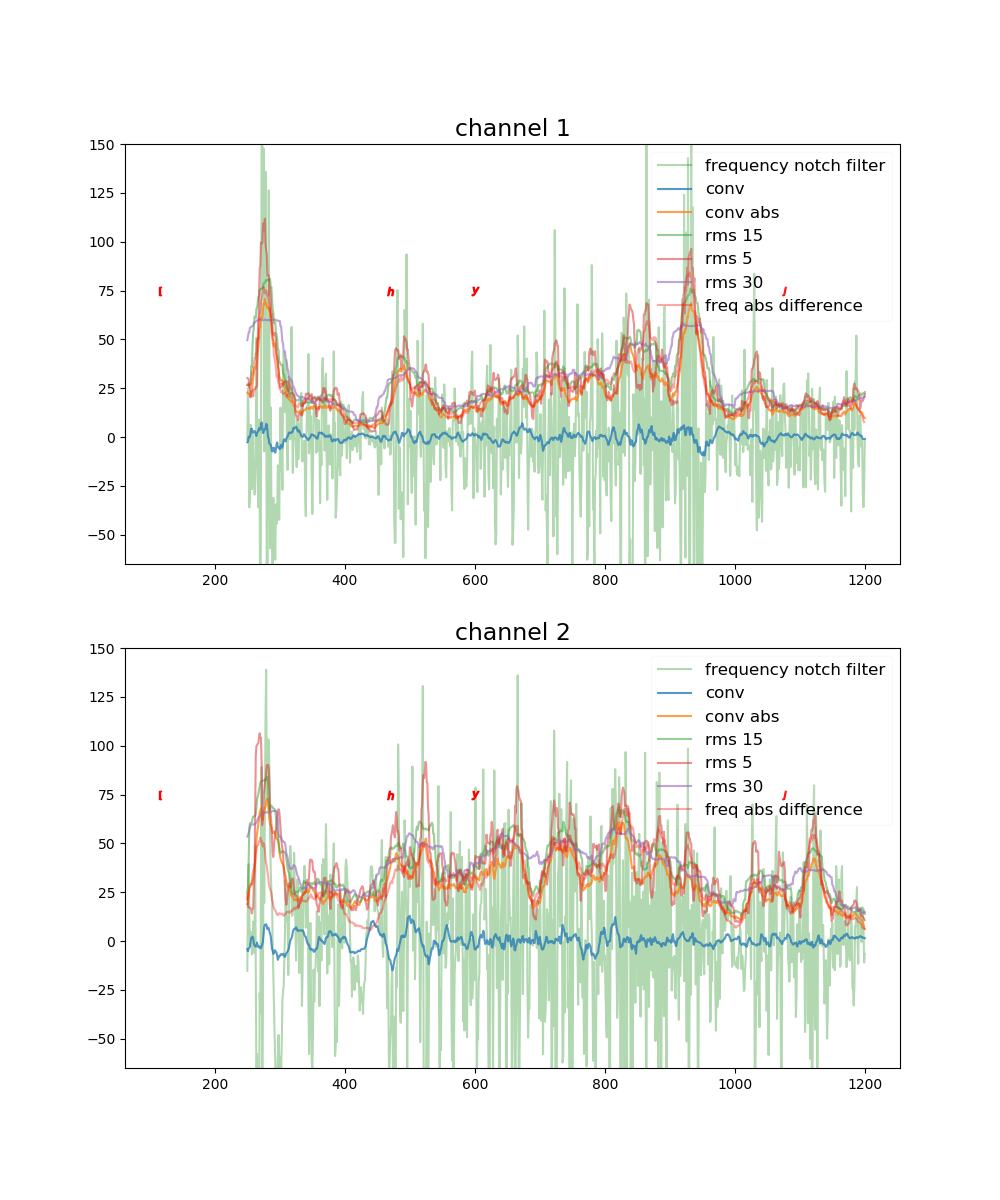 channel 1
150
125
100
75
50
25
0
−25
−50
200 400 600 800 1000 1200
frequency notch filter
conv
conv abs
rms 15
rms 5
rms 30
freq abs difference
h
y
channel 2
150
125
100
75
50
25
0
−25
−50
200 400 600 800 1000 1200
frequency notch filter
conv
conv abs
rms 15
rms 5
rms 30
freq abs difference
h
y